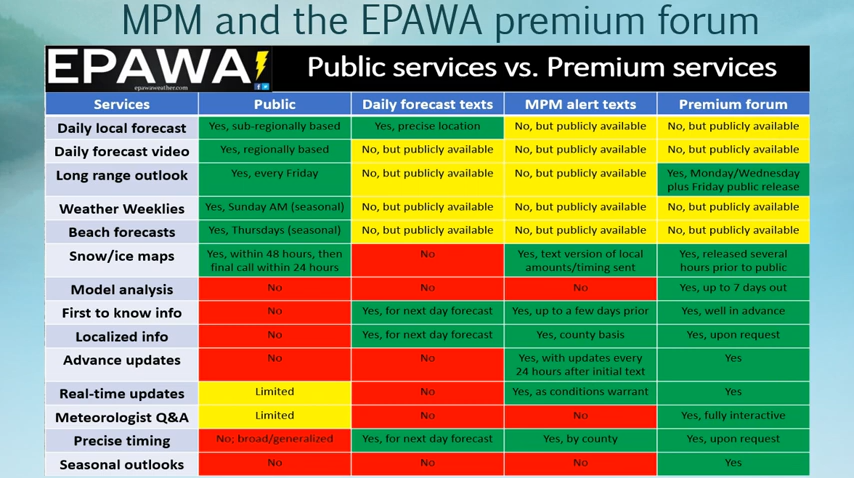 MPM and the EPAWA premium forum
EPAWA
epawaweather.com
Public services vs. Premium services
Services Public Daily forecast texts MPM alert texts Premium forum
Daily local forecast Yes, sub-regionally based Yes, precise location No, but publicly available No, but publicly available
Daily forecast video Yes, regionally based No, but publicly available No, but publicly available No, but publicly available
Long range outlook Yes, every Friday No, but publicly available No, but publicly available Yes, Monday/Wednesday
plus Friday public release
Weather Weeklies Yes, Sunday AM (seasonal) No, but publicly available No, but publicly available No, but publicly available
Beach forecasts Yes, Thursdays (seasonal) No, but publicly available No, but publicly available No, but publicly available
Snow/ice maps Yes, within 48 hours, then No Yes, text version of local Yes, released several
final call within 24 hours amounts/timing sent hours prior to public
Model analysis No No No Yes, up to 7 days out
First to know info No Yes, for next day forecast Yes, up to a few days prior Yes, well in advance
Localized info No Yes, for next day forecast Yes, county basis Yes, upon request
Advance updates No No Yes, with updates every Yes
24 hours after initial text
Real-time updates Limited No Yes, as conditions warrant Yes
Meteorologist Q&A Limited No No Yes, fully interactive
Precise timing No; broad/generalized Yes, for next day forecast Yes, by county Yes, upon request
Seasonal outlooks No No No Yes